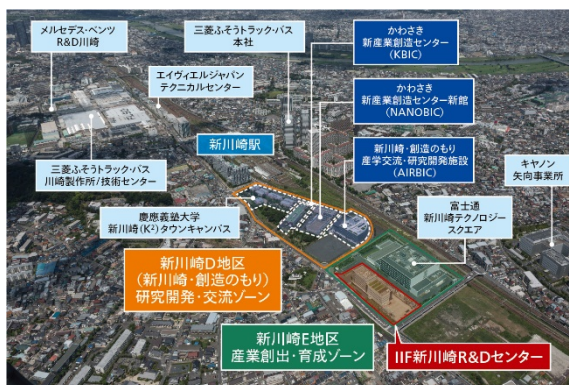 メルセデス・ベンツ
R&D川崎
三菱ふそうトラック・バス
本社
かわさき
新産業創造センター
(KBIC)
エイヴィエルジャパン
テクニカルセンター
かわさき
新産業創造センター新館
(NANOBIC)
新川崎駅
新川崎・創造のもり
産学交流・研究開発施設
(AIRBIC)
キヤノン
矢向事業所
三菱ふそうトラック・バス
川崎製作所/技術センター
慶應義塾大学
新川崎(K²)タウンキャンパス
富士通
新川崎テクノロジー
スクエア
新川崎D地区
(新川崎・創造のもり)
研究開発・交流ゾーン
新川崎E地区
産業創出・育成ゾーン
IIF新川崎R&Dセンター